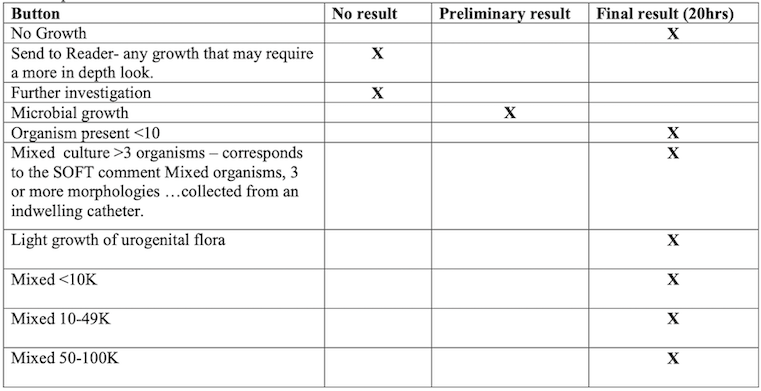 Button No result Preliminary result Final result (20hrs)
No Growth X
Send to Reader- any growth that may require X
a more in depth look.
Further investigation X
Microbial growth X
Organism present <10 X
Mixed culture >3 organisms – corresponds X
to the SOFT comment Mixed organisms, 3
or more morphologies …collected from an
indwelling catheter.
Light growth of urogenital flora X
Mixed <10K X
Mixed 10-49K X
Mixed 50-100K X